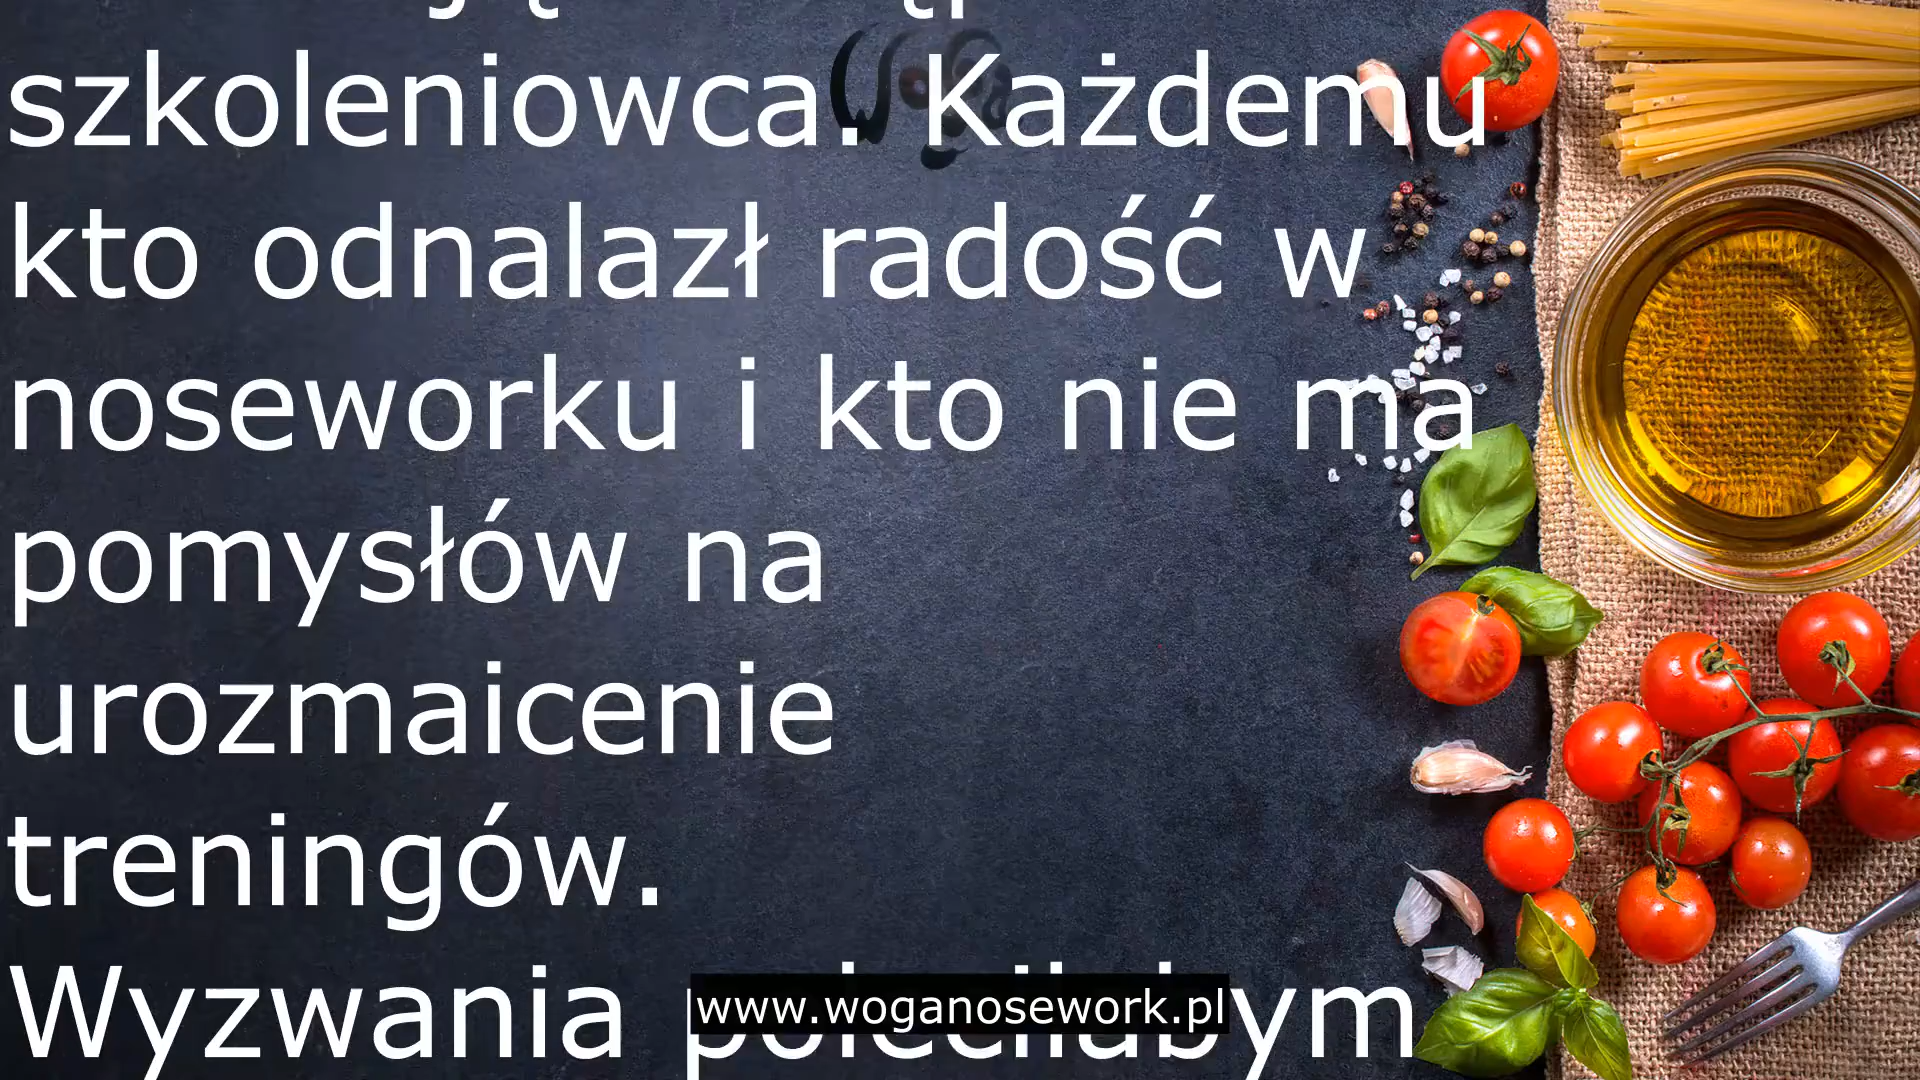 szkoleniowca. Każdemu
kto odnalazł radość w
noseworku i kto nie ma
pomysłów na
urozmaicenie
treningów.
Wyzwania poleciłabym
www.woganosework.pl